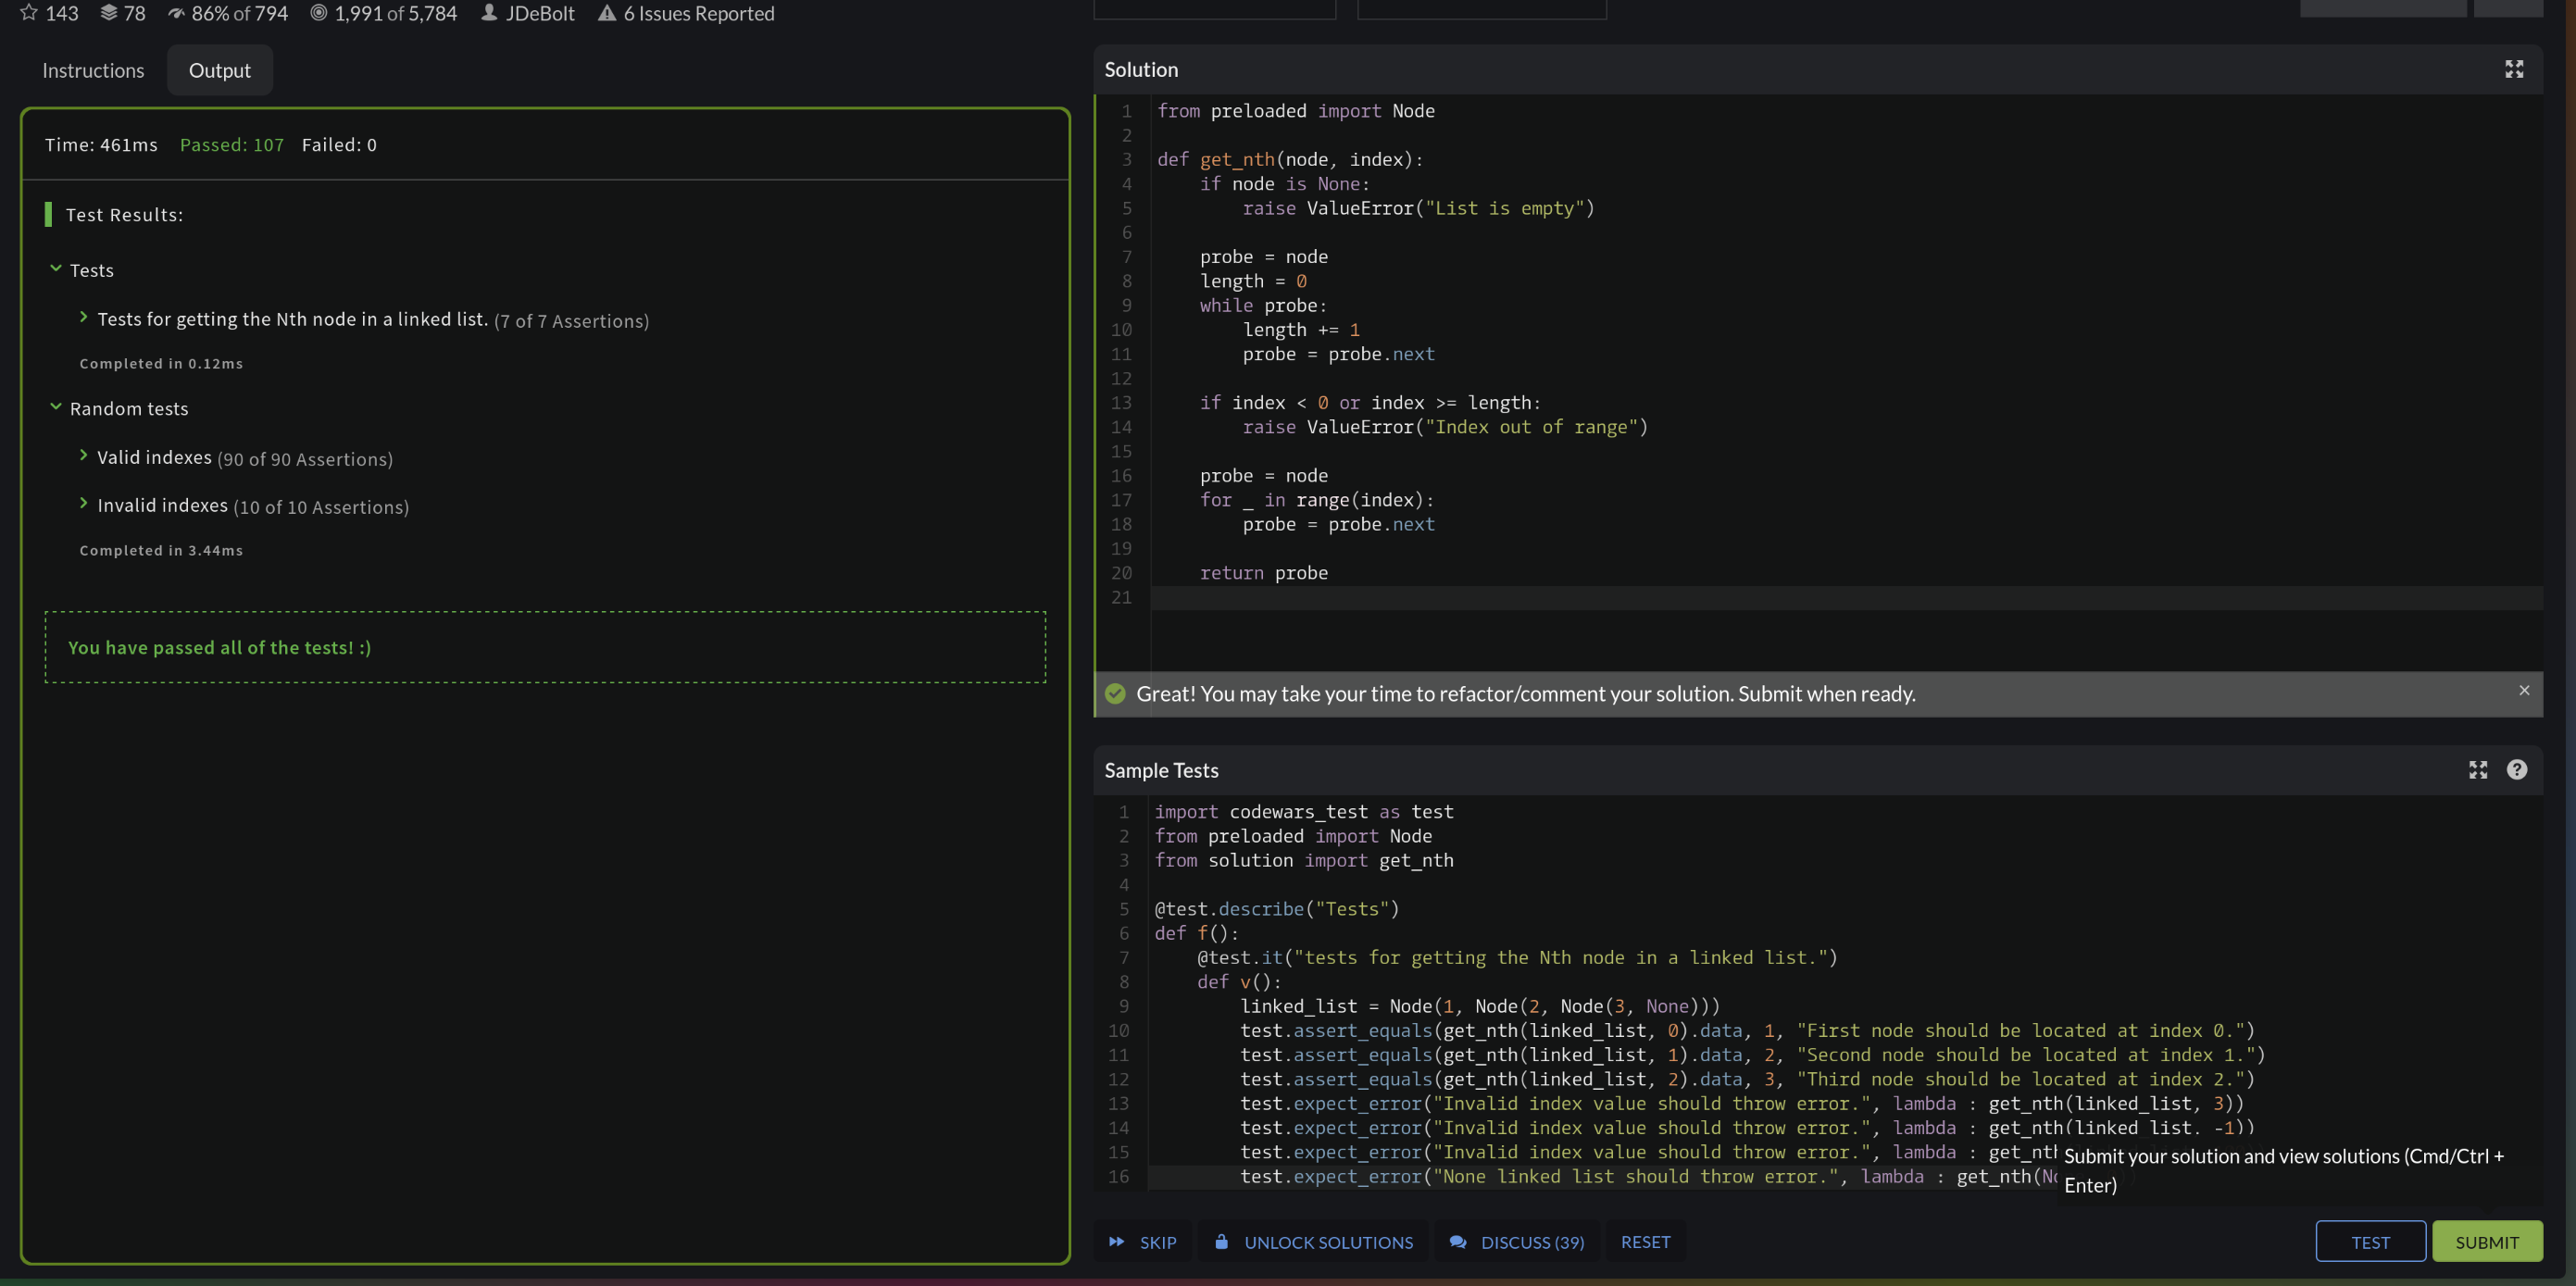 143 78 86% of 794 1,991 of 5,784 JDeBolt 6 Issues Reported
Instructions Output
Time: 461ms Passed: 107 Failed: 0
Test Results:
Tests
Tests for getting the Nth node in a linked list. (7 of 7 Assertions)
Completed in 0.12ms
Random tests
Valid indexes (90 of 90 Assertions)
Invalid indexes (10 of 10 Assertions)
Completed in 3.44ms
You have passed all of the tests! :)
Solution
1 from preloaded import Node
2
3 def get_nth(node, index):
4     if node is None:
5         raise ValueError("List is empty")
6
7     probe = node
8     length = 0
9     while probe:
10         length += 1
11         probe = probe.next
12
13     if index < 0 or index >= length:
14         raise ValueError("Index out of range")
15
16     probe = node
17     for _ in range(index):
18         probe = probe.next
19
20     return probe
21
Great! You may take your time to refactor/comment your solution. Submit when ready.
Sample Tests
1 import codewars_test as test
2 from preloaded import Node
3 from solution import get_nth
4
5 @test.describe("Tests")
6 def f():
7     @test.it("tests for getting the Nth node in a linked list.")
8     def v():
9         linked_list = Node(1, Node(2, Node(3, None)))
10         test.assert_equals(get_nth(linked_list, 0).data, 1, "First node should be located at index 0.")
11         test.assert_equals(get_nth(linked_list, 1).data, 2, "Second node should be located at index 1.")
12         test.assert_equals(get_nth(linked_list, 2).data, 3, "Third node should be located at index 2.")
13         test.expect_error("Invalid index value should throw error.", lambda : get_nth(linked_list, 3))
14         test.expect_error("Invalid index value should throw error.", lambda : get_nth(linked_list. -1))
15         test.expect_error("Invalid index value should throw error.", lambda : get_nth
16         test.expect_error("None linked list should throw error.", lambda : get_nth(No
Submit your solution and view solutions (Cmd/Ctrl +
Enter)
SKIP UNLOCK SOLUTIONS DISCUSS (39) RESET TEST SUBMIT